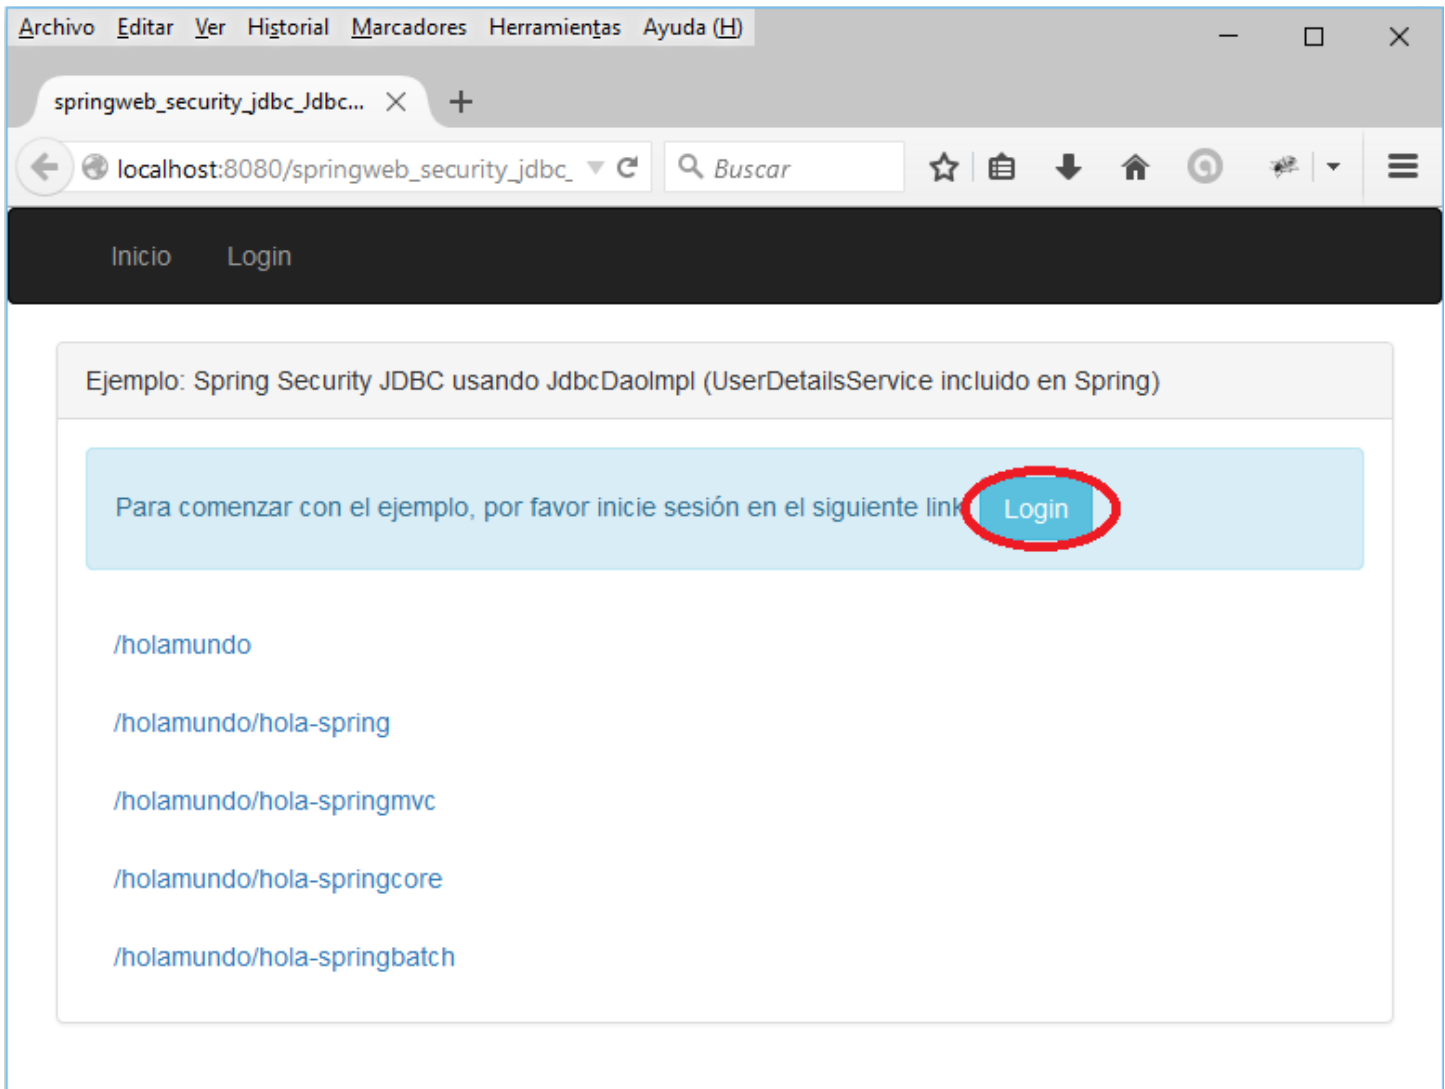 Archivo Editar Ver Historial Marcadores Herramientas Ayuda (H)
springweb_security_jdbc_Jdbc...
localhost:8080/springweb_security_jdbc_ Buscar
Inicio Login
Ejemplo: Spring Security JDBC usando JdbcDaoImpl (UserDetailsService incluido en Spring)
Para comenzar con el ejemplo, por favor inicie sesión en el siguiente link Login
/holamundo
/holamundo/hola-spring
/holamundo/hola-springmvc
/holamundo/hola-springcore
/holamundo/hola-springbatch